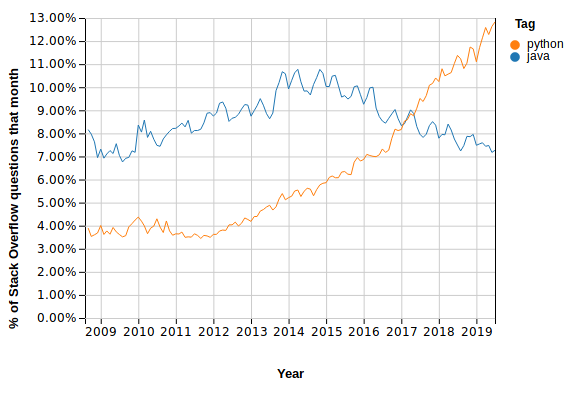 13.00%
12.00%
11.00%
10.00%
9.00%
8.00%
7.00%
6.00%
5.00%
4.00%
3.00%
2.00%
1.00%
0.00%
% of Stack Overflow questions that month
2009 2010 2011 2012 2013 2014 2015 2016 2017 2018 2019
Year
Tag
python
java